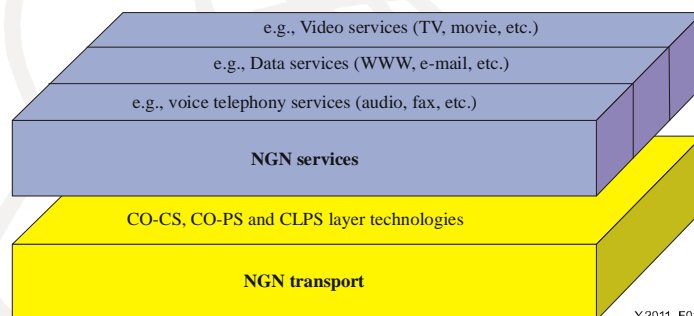 e.g., Video services (TV, movie, etc.)
e.g., Data services (WWW, e-mail, etc.)
e.g., voice telephony services (audio, fax, etc.)
NGN services
CO-CS, CO-PS and CLPS layer technologies
NGN transport